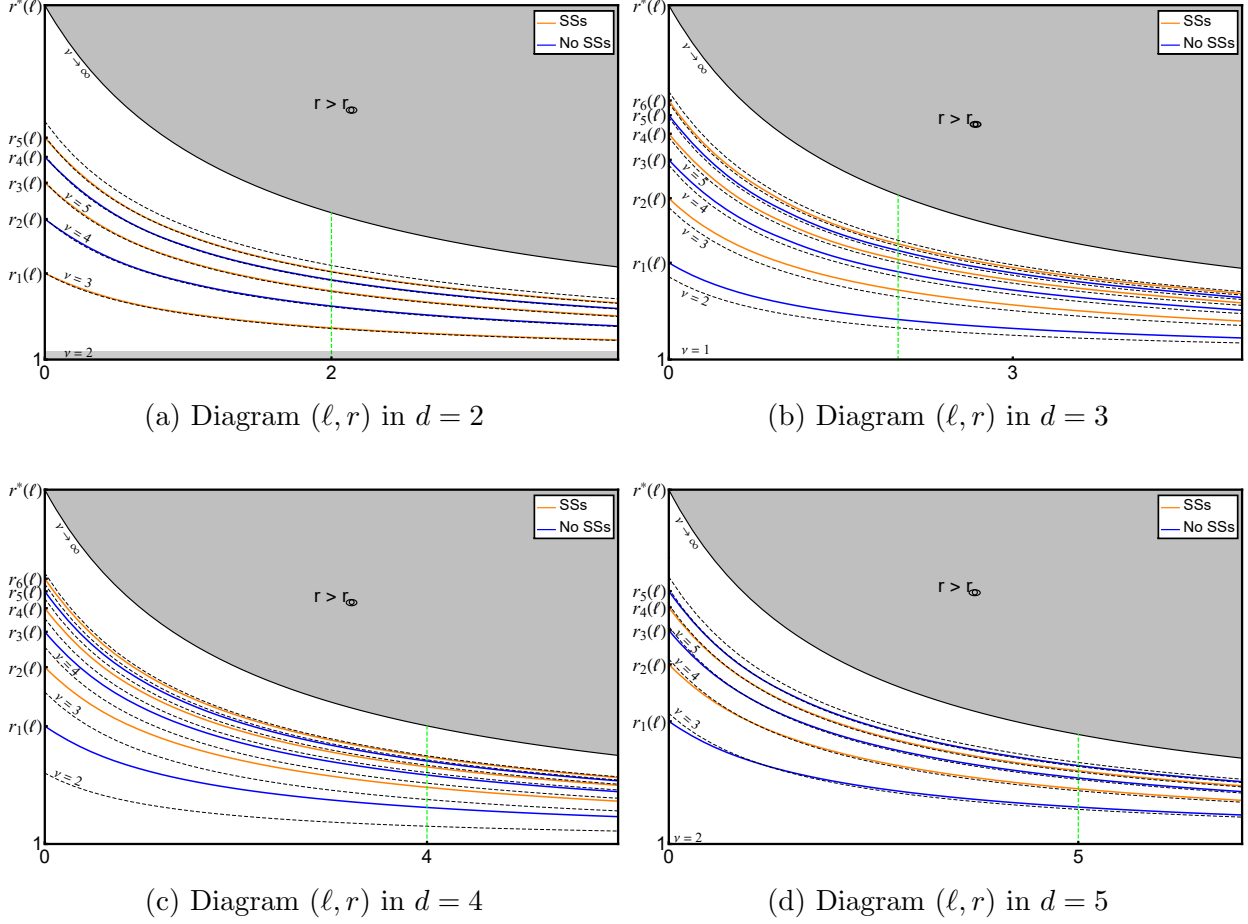 r*(ℓ)
SSs
No SSs
ν → ∞
r > r∞
r5(ℓ)
r4(ℓ)
r3(ℓ)
ν = 5
r2(ℓ)
ν = 4
r1(ℓ)
ν = 3
ν = 2
1
0
2
(a) Diagram (ℓ, r) in d = 2
r*(ℓ)
SSs
No SSs
ν → ∞
r > r∞
r6(ℓ)
r5(ℓ)
r4(ℓ)
r3(ℓ)
ν = 5
r2(ℓ)
ν = 4
ν = 3
r1(ℓ)
ν = 2
ν = 1
1
0
3
(b) Diagram (ℓ, r) in d = 3
r*(ℓ)
SSs
No SSs
ν → ∞
r > r∞
r6(ℓ)
r5(ℓ)
r4(ℓ)
r3(ℓ)
r2(ℓ)
ν = 4
ν = 3
r1(ℓ)
ν = 2
1
0
4
(c) Diagram (ℓ, r) in d = 4
r*(ℓ)
SSs
No SSs
ν → ∞
r > r∞
r5(ℓ)
r4(ℓ)
r3(ℓ)
ν = 5
r2(ℓ)
ν = 4
r1(ℓ)
ν = 3
ν = 2
1
0
5
(d) Diagram (ℓ, r) in d = 5